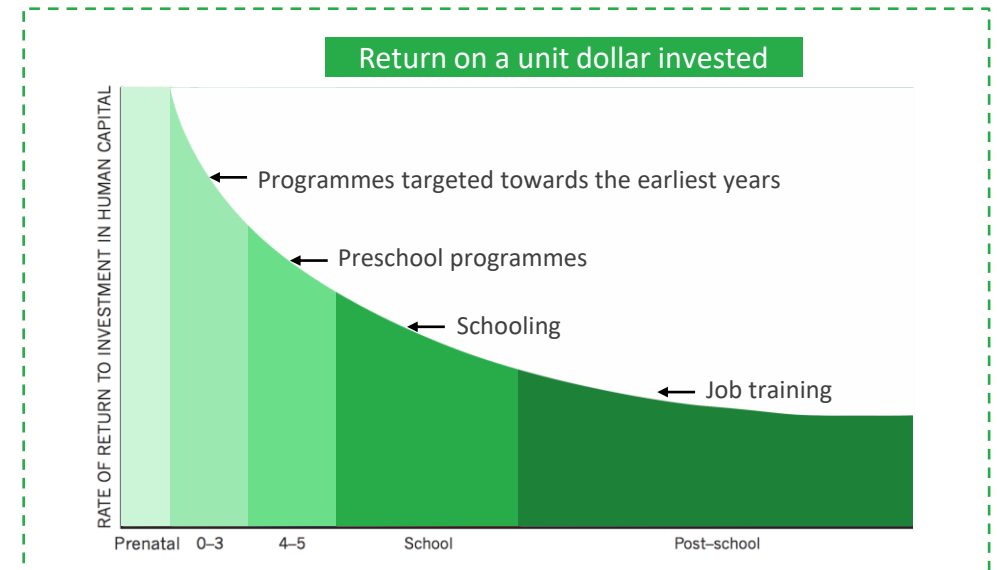 Return on a unit dollar invested
RATE OF RETURN TO INVESTMENT IN HUMAN CAPITAL
Programmes targeted towards the earliest years
Preschool programmes
Schooling
Job training
Prenatal 0–3 4–5 School Post–school